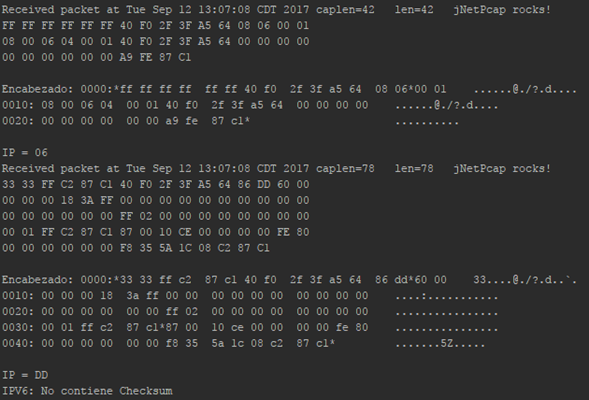 Received packet at Tue Sep 12 13:07:08 CDT 2017 caplen=42   len=42   jNetPcap rocks!
FF FF FF FF FF FF 40 F0 2F 3F A5 64 08 06 00 01
08 00 06 04 00 01 40 F0 2F 3F A5 64 00 00 00 00
00 00 00 00 00 00 A9 FE 87 C1
Encabezado: 0000:*ff ff ff ff  ff ff 40 f0  2f 3f a5 64  08 06*00 01    ......@./?.d....
0010: 08 00 06 04  00 01 40 f0  2f 3f a5 64  00 00 00 00    ......@./?.d....
0020: 00 00 00 00  00 00 a9 fe  87 c1*                      ..........
IP = 06
Received packet at Tue Sep 12 13:07:08 CDT 2017 caplen=78   len=78   jNetPcap rocks!
33 33 FF C2 87 C1 40 F0 2F 3F A5 64 86 DD 60 00
00 00 00 18 3A FF 00 00 00 00 00 00 00 00 00 00
00 00 00 00 00 00 FF 02 00 00 00 00 00 00 00 00
00 01 FF C2 87 C1 87 00 10 CE 00 00 00 00 FE 80
00 00 00 00 00 00 F8 35 5A 1C 08 C2 87 C1
Encabezado: 0000:*33 33 ff c2  87 c1 40 f0  2f 3f a5 64  86 dd*60 00    33....@./?.d..`.
0010: 00 00 00 18  3a ff 00 00  00 00 00 00  00 00 00 00    ....:...........
0020: 00 00 00 00  00 00 ff 02  00 00 00 00  00 00 00 00    ................
0030: 00 01 ff c2  87 c1*87 00  10 ce 00 00  00 00 fe 80    ................
0040: 00 00 00 00  00 00 f8 35  5a 1c 08 c2  87 c1*         .......5Z.....
IP = DD
IPV6: No contiene Checksum